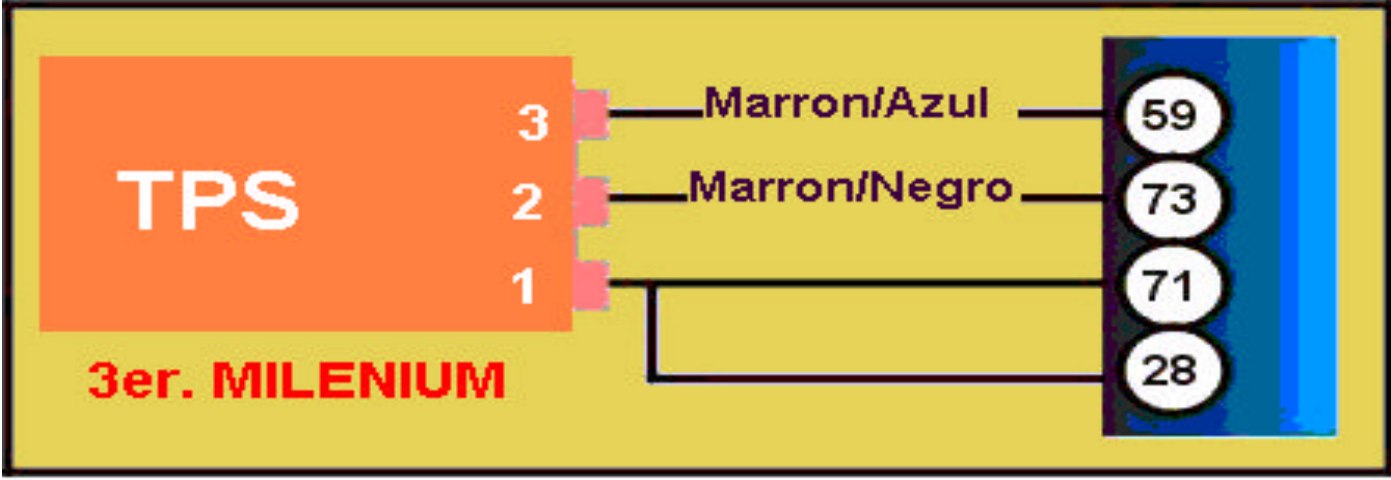 3 Marron/Azul 59
TPS 2 Marron/Negro 73
1 71
28
3er. MILENIUM